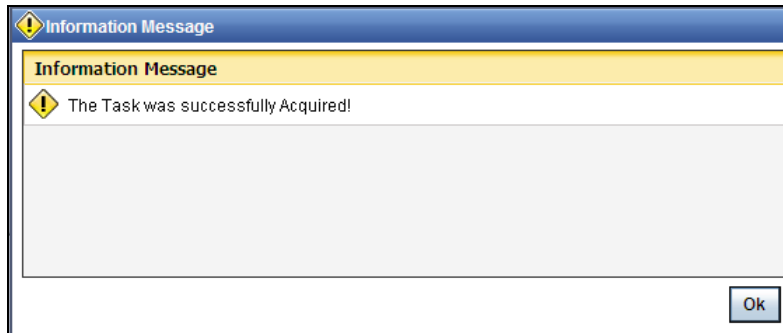 Information Message
Information Message
The Task was successfully Acquired!
Ok